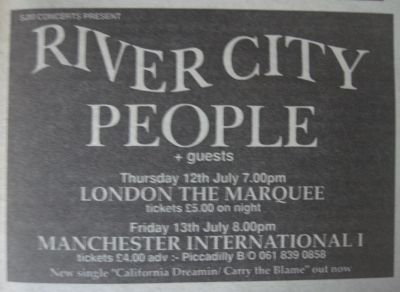 SJM CONCERTS PRESENT
RIVER CITY
PEOPLE
+ guests
Thursday 12th July 7.00pm
LONDON THE MARQUEE
tickets £5.00 on night
Friday 13th July 8.00pm
MANCHESTER INTERNATIONAL I
tickets £4.00 adv :- Piccadilly B/O 061 839 0858
New single "California Dreamin/ Carry the Blame" out now